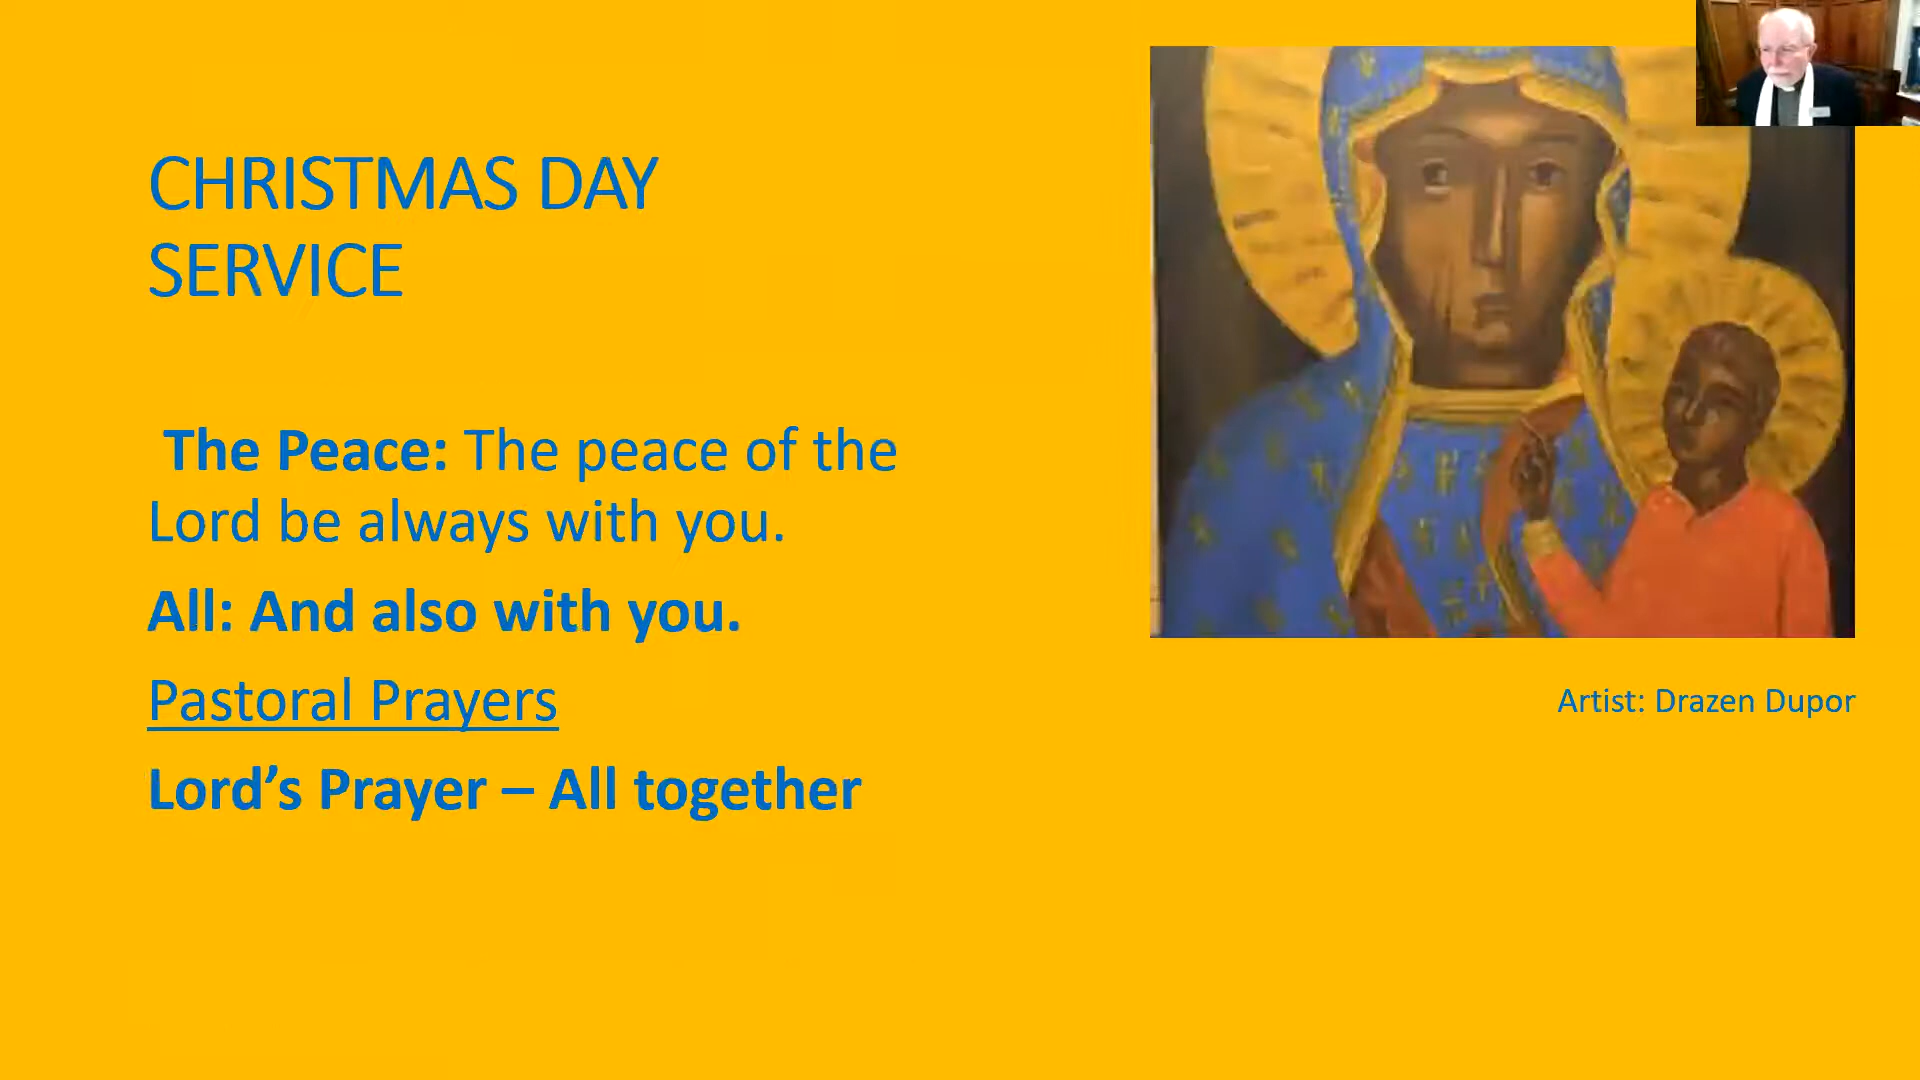 CHRISTMAS DAY
SERVICE
The Peace: The peace of the
Lord be always with you.
All: And also with you.
Pastoral Prayers
Lord’s Prayer – All together
Artist: Drazen Dupor